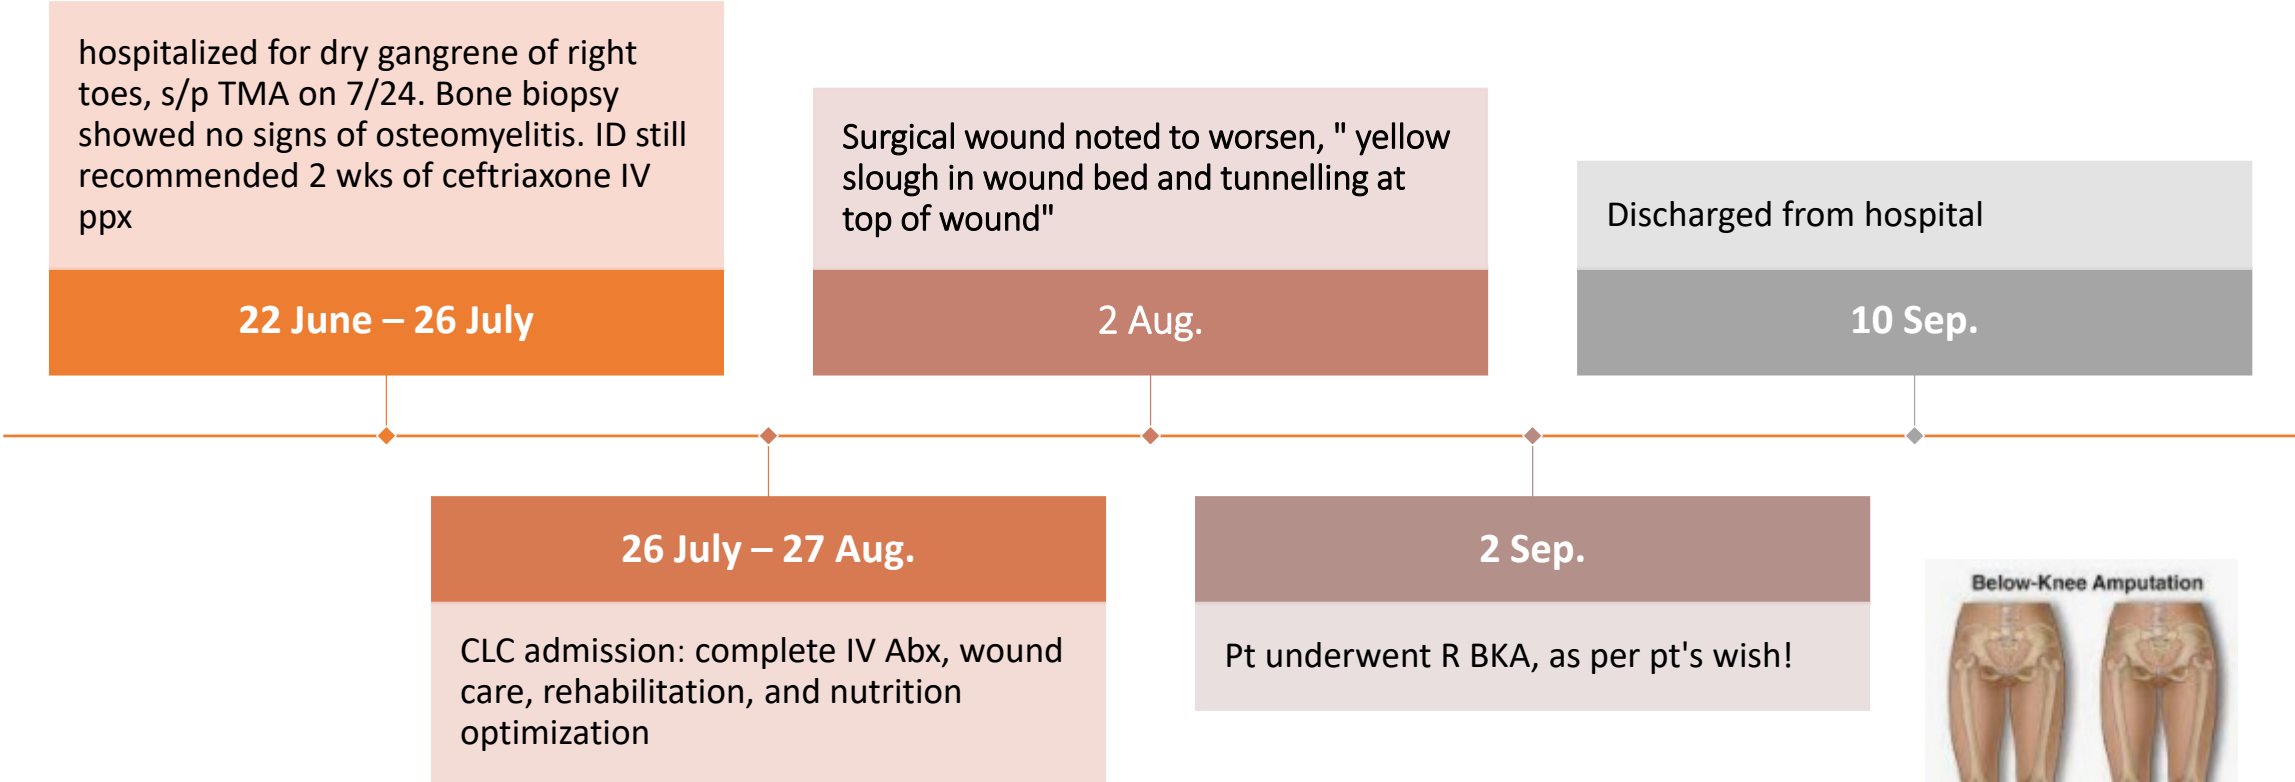 hospitalized for dry gangrene of right
toes, s/p TMA on 7/24. Bone biopsy
showed no signs of osteomyelitis. ID still
recommended 2 wks of ceftriaxone IV
ppx
22 June – 26 July
26 July – 27 Aug.
CLC admission: complete IV Abx, wound
care, rehabilitation, and nutrition
optimization
Surgical wound noted to worsen, " yellow
slough in wound bed and tunnelling at
top of wound"
2 Aug.
2 Sep.
Pt underwent R BKA, as per pt's wish!
Discharged from hospital
10 Sep.
Below-Knee Amputation